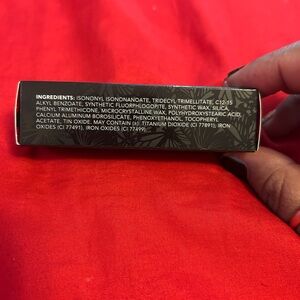 INGREDIENTS: ISONONYL ISONONANOATE, TRIDECYL TRIMELLITATE, C12-15
ALKYL BENZOATE, SYNTHETIC FLUORPHLOGOPITE, SYNTHETIC WAX, SILICA,
PHENYL TRIMETHICONE, MICROCRYSTALLINE WAX, POLYHYDROXYSTEARIC ACID,
CALCIUM ALUMINUM BOROSILICATE, PHENOXYETHANOL, TOCOPHERYL
ACETATE, TIN OXIDE. MAY CONTAIN (±): TITANIUM DIOXIDE (CI 77891), IRON
OXIDES (CI 77491), IRON OXIDES (CI 77499).